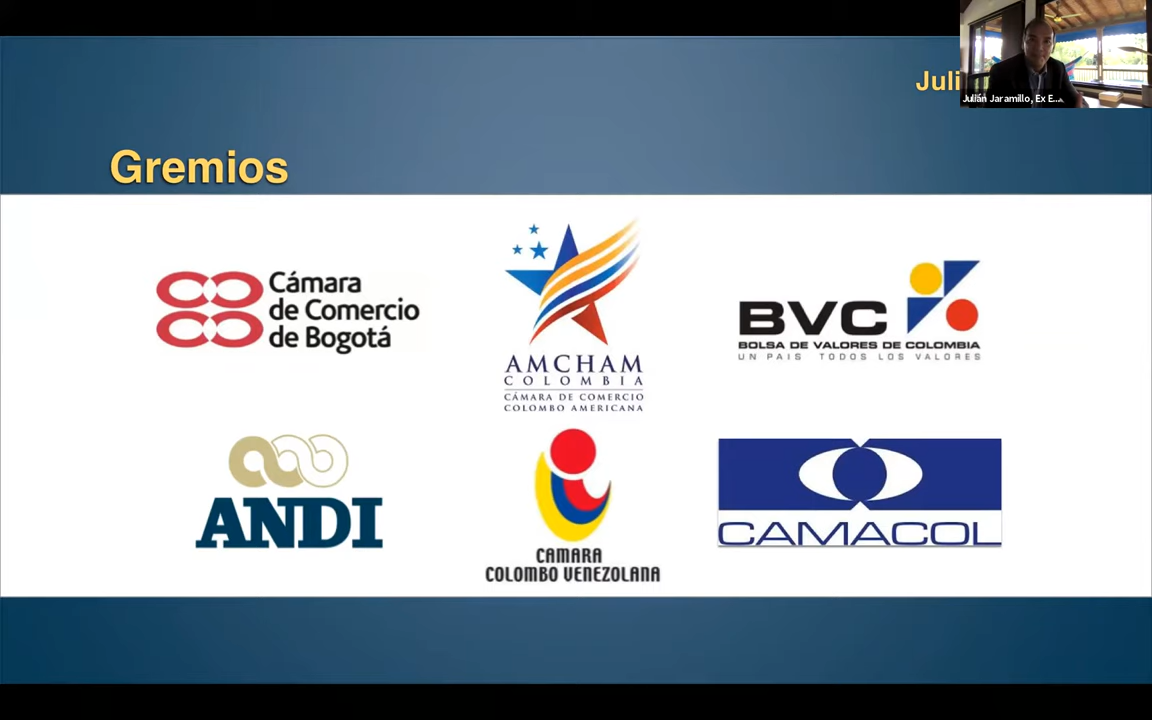 Juli
Julián Jaramillo, Ex E...
Gremios
Cámara
de Comercio
de Bogotá
AMCHAM
COLOMBIA
CÁMARA DE COMERCIO
COLOMBO AMERICANA
BVC
BOLSA DE VALORES DE COLOMBIA
UN PAIS TODOS LOS VALORES
ANDI
CAMARA
COLOMBO VENEZOLANA
CAMACOL